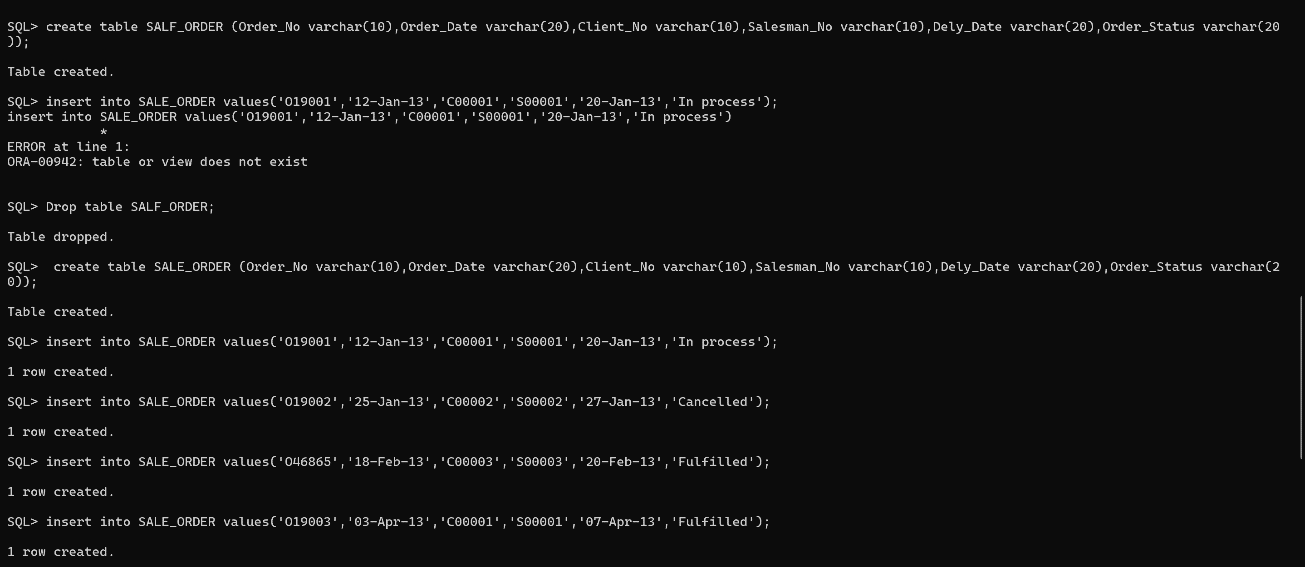 SQL> create table SALF_ORDER (Order_No varchar(10),Order_Date varchar(20),Client_No varchar(10),Salesman_No varchar(10),Dely_Date varchar(20),Order_Status varchar(20
));
Table created.
SQL> insert into SALE_ORDER values('O19001','12-Jan-13','C00001','S00001','20-Jan-13','In process');
insert into SALE_ORDER values('O19001','12-Jan-13','C00001','S00001','20-Jan-13','In process')
*
ERROR at line 1:
ORA-00942: table or view does not exist
SQL> Drop table SALF_ORDER;
Table dropped.
SQL>  create table SALE_ORDER (Order_No varchar(10),Order_Date varchar(20),Client_No varchar(10),Salesman_No varchar(10),Dely_Date varchar(20),Order_Status varchar(2
0));
Table created.
SQL> insert into SALE_ORDER values('O19001','12-Jan-13','C00001','S00001','20-Jan-13','In process');
1 row created.
SQL> insert into SALE_ORDER values('O19002','25-Jan-13','C00002','S00002','27-Jan-13','Cancelled');
1 row created.
SQL> insert into SALE_ORDER values('O46865','18-Feb-13','C00003','S00003','20-Feb-13','Fulfilled');
1 row created.
SQL> insert into SALE_ORDER values('O19003','03-Apr-13','C00001','S00001','07-Apr-13','Fulfilled');
1 row created.